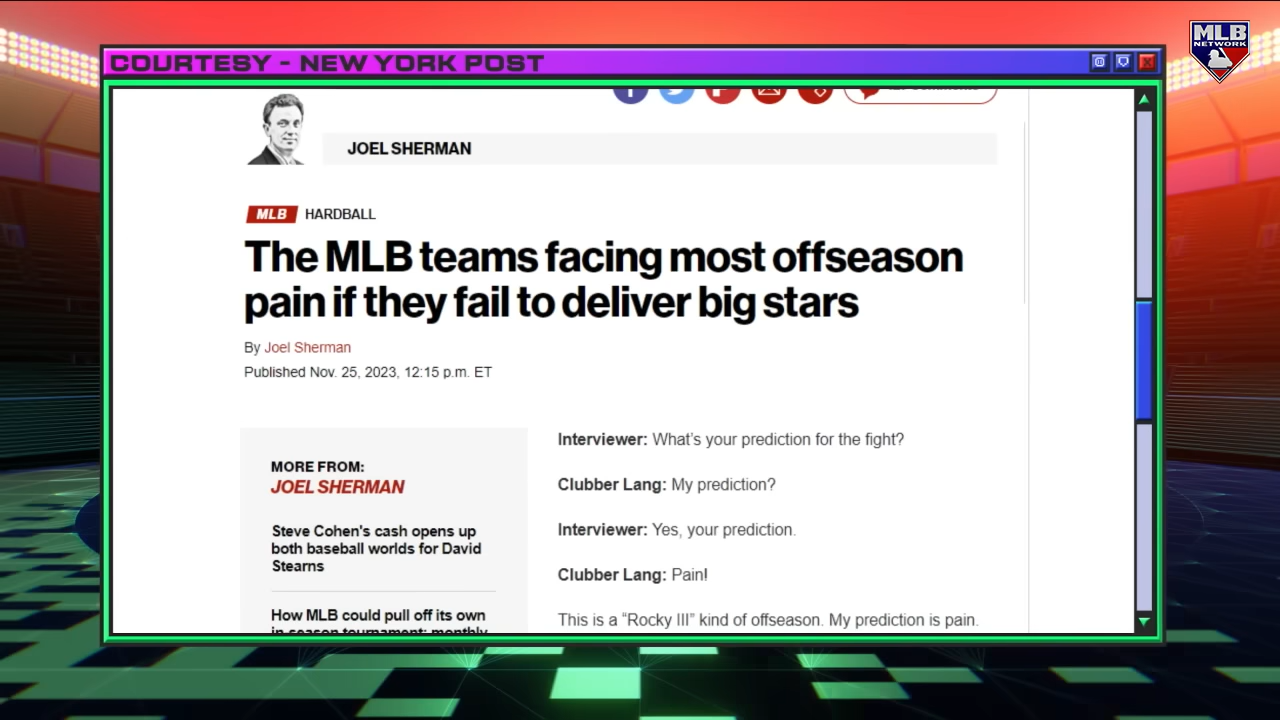 MLB
NETWORK
COURTESY - NEW YORK POST
JOEL SHERMAN
MLB HARDBALL
The MLB teams facing most offseason
pain if they fail to deliver big stars
By Joel Sherman
Published Nov. 25, 2023, 12:15 p.m. ET
MORE FROM:
JOEL SHERMAN
Steve Cohen's cash opens up
both baseball worlds for David
Stearns
How MLB could pull off its own
in-season tournament: monthly
Interviewer: What's your prediction for the fight?
Clubber Lang: My prediction?
Interviewer: Yes, your prediction.
Clubber Lang: Pain!
This is a “Rocky III” kind of offseason. My prediction is pain.